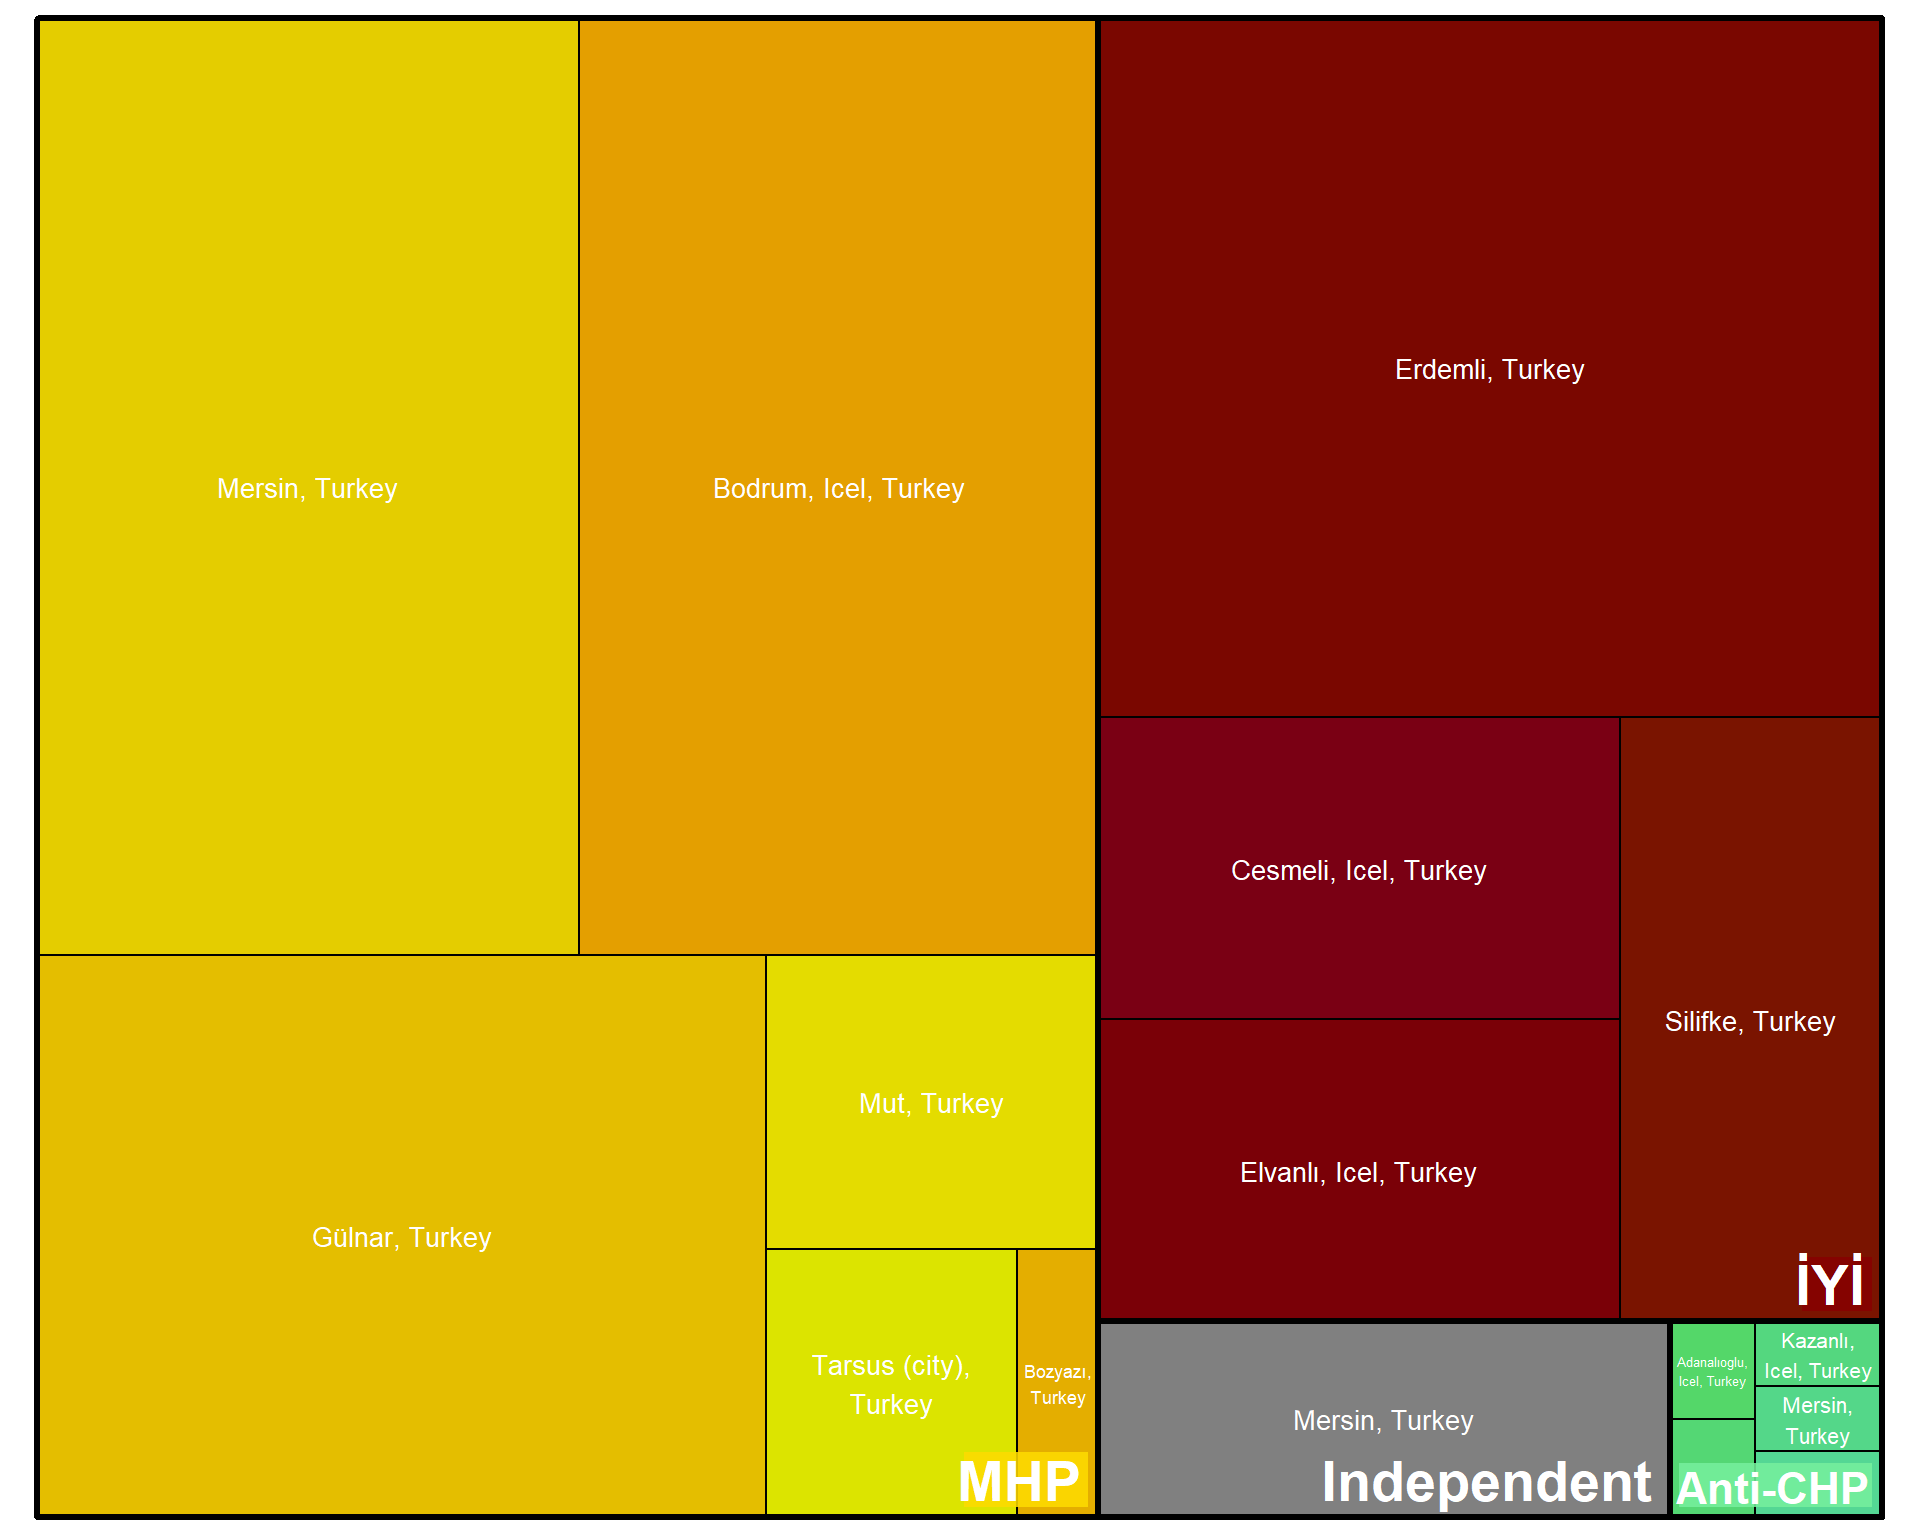 Mersin, Turkey
Bodrum, Icel, Turkey
Gülnar, Turkey
Mut, Turkey
Tarsus (city),
Turkey
Bozyazı,
Turkey
MHP
Erdemli, Turkey
Cesmeli, Icel, Turkey
Elvanlı, Icel, Turkey
Silifke, Turkey
İYİ
Mersin, Turkey
Independent
Adanalıoglu,
Icel, Turkey
Kazanlı,
Icel, Turkey
Mersin,
Turkey
Anti-CHP